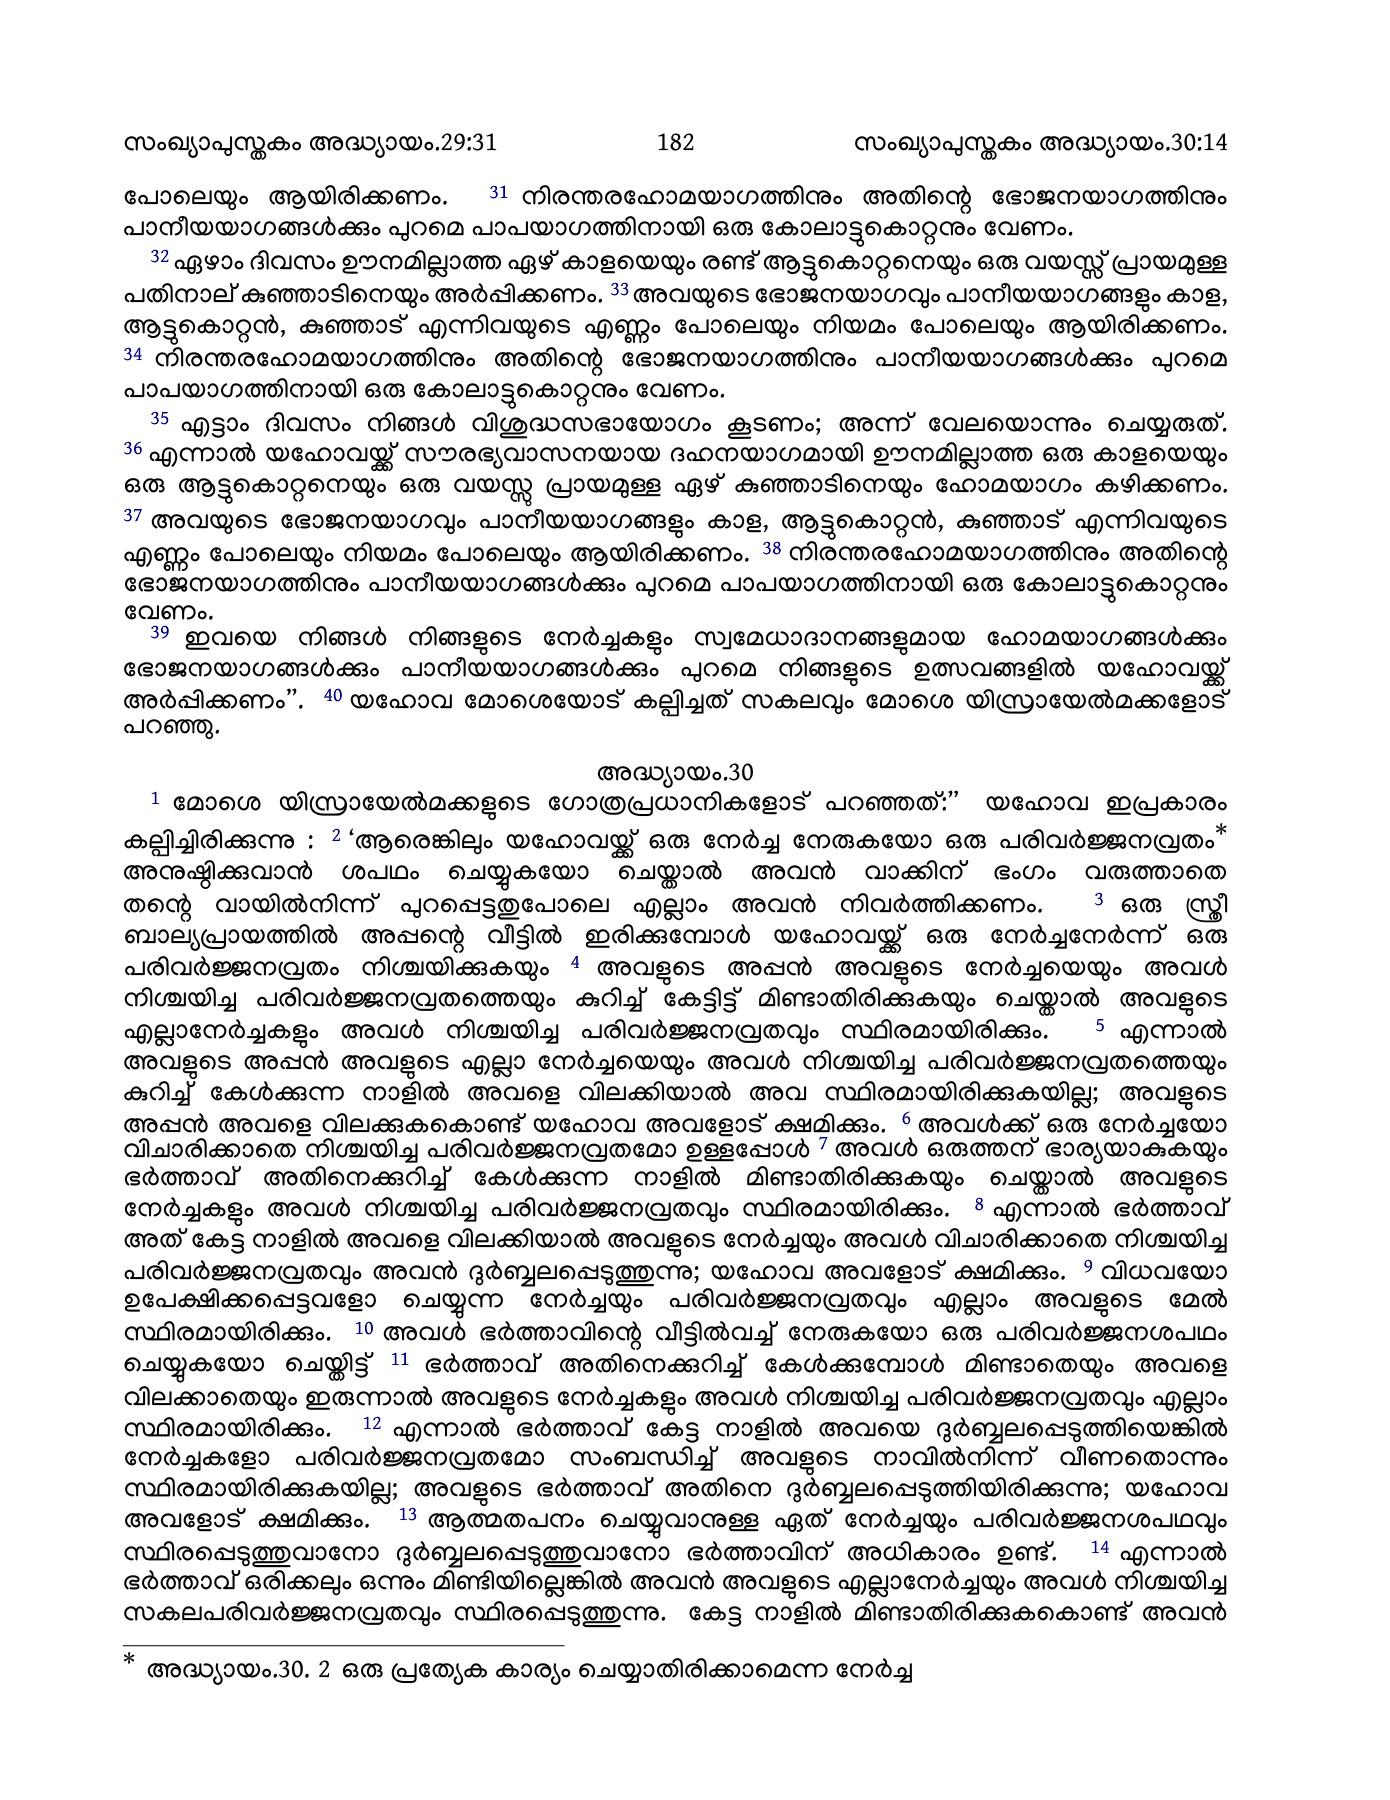 സംഖ്യാപുസ്തകം അദ്ധ്യായം.29:31 182 സംഖ്യാപുസ്തകം അദ്ധ്യായം.30:14
പോലെയും ആയിരിക്കണം. 31 നിരന്തരഹോമയാഗത്തിനും അതിന്റെ ഭോജനയാഗത്തിനും
പാനീയയാഗങ്ങൾക്കും പുറമെ പാപയാഗത്തിനായി ഒരു കോലാട്ടുകൊറ്റനും വേണം.
32 ഏഴാം ദിവസം ഊനമില്ലാത്ത ഏഴ് കാളയെയും രണ്ട് ആട്ടുകൊറ്റനെയും ഒരു വയസ്സ് പ്രായമുള്ള
പതിനാല് കുഞ്ഞാടിനെയും അർപ്പിക്കണം. 33 അവയുടെ ഭോജനയാഗവും പാനീയയാഗങ്ങളും കാള,
ആട്ടുകൊറ്റൻ, കുഞ്ഞാട് എന്നിവയുടെ എണ്ണം പോലെയും നിയമം പോലെയും ആയിരിക്കണം.
34 നിരന്തരഹോമയാഗത്തിനും അതിന്റെ ഭോജനയാഗത്തിനും പാനീയയാഗങ്ങൾക്കും പുറമെ
പാപയാഗത്തിനായി ഒരു കോലാട്ടുകൊറ്റനും വേണം.
35 എട്ടാം ദിവസം നിങ്ങൾ വിശുദ്ധസഭായോഗം കൂടണം; അന്ന് വേലയൊന്നും ചെയ്യരുത്.
36 എന്നാൽ യഹോവയ്ക്ക് സൗരഭ്യവാസനയായ ദഹനയാഗമായി ഊനമില്ലാത്ത ഒരു കാളയെയും
ഒരു ആട്ടുകൊറ്റനെയും ഒരു വയസ്സു പ്രായമുള്ള ഏഴ് കുഞ്ഞാടിനെയും ഹോമയാഗം കഴിക്കണം.
37 അവയുടെ ഭോജനയാഗവും പാനീയയാഗങ്ങളും കാള, ആട്ടുകൊറ്റൻ, കുഞ്ഞാട് എന്നിവയുടെ
എണ്ണം പോലെയും നിയമം പോലെയും ആയിരിക്കണം. 38 നിരന്തരഹോമയാഗത്തിനും അതിന്റെ
ഭോജനയാഗത്തിനും പാനീയയാഗങ്ങൾക്കും പുറമെ പാപയാഗത്തിനായി ഒരു കോലാട്ടുകൊറ്റനും
വേണം.
39 ഇവയെ നിങ്ങൾ നിങ്ങളുടെ നേർച്ചകളും സ്വമേധാദാനങ്ങളുമായ ഹോമയാഗങ്ങൾക്കും
ഭോജനയാഗങ്ങൾക്കും പാനീയയാഗങ്ങൾക്കും പുറമെ നിങ്ങളുടെ ഉത്സവങ്ങളിൽ യഹോവയ്ക്ക്
അർപ്പിക്കണം”. 40 യഹോവ മോശെയോട് കല്പിച്ചത് സകലവും മോശെ യിസ്രായേൽമക്കളോട്
പറഞ്ഞു.
അദ്ധ്യായം.30
1 മോശെ യിസ്രായേൽമക്കളുടെ ഗോത്രപ്രധാനികളോട് പറഞ്ഞത്:” യഹോവ ഇപ്രകാരം
കല്പിച്ചിരിക്കുന്നു : 2 ‘ആരെങ്കിലും യഹോവയ്ക്ക് ഒരു നേർച്ച നേരുകയോ ഒരു പരിവർജ്ജനവ്രതം*
അനുഷ്ഠിക്കുവാൻ ശപഥം ചെയ്യുകയോ ചെയ്താൽ അവൻ വാക്കിന് ഭംഗം വരുത്താതെ
തന്റെ വായിൽനിന്ന് പുറപ്പെട്ടതുപോലെ എല്ലാം അവൻ നിവർത്തിക്കണം. 3 ഒരു സ്ത്രീ
ബാല്യപ്രായത്തിൽ അപ്പന്റെ വീട്ടിൽ ഇരിക്കുമ്പോൾ യഹോവയ്ക്ക് ഒരു നേർച്ചനേർന്ന് ഒരു
പരിവർജ്ജനവ്രതം നിശ്ചയിക്കുകയും 4 അവളുടെ അപ്പൻ അവളുടെ നേർച്ചയെയും അവൾ
നിശ്ചയിച്ച പരിവർജ്ജനവ്രതത്തെയും കുറിച്ച് കേട്ടിട്ട് മിണ്ടാതിരിക്കുകയും ചെയ്താൽ അവളുടെ
എല്ലാനേർച്ചകളും അവൾ നിശ്ചയിച്ച പരിവർജ്ജനവ്രതവും സ്ഥിരമായിരിക്കും. 5 എന്നാൽ
അവളുടെ അപ്പൻ അവളുടെ എല്ലാ നേർച്ചയെയും അവൾ നിശ്ചയിച്ച പരിവർജ്ജനവ്രതത്തെയും
കുറിച്ച് കേൾക്കുന്ന നാളിൽ അവളെ വിലക്കിയാൽ അവ സ്ഥിരമായിരിക്കുകയില്ല; അവളുടെ
അപ്പൻ അവളെ വിലക്കുകകൊണ്ട് യഹോവ അവളോട് ക്ഷമിക്കും. 6 അവൾക്ക് ഒരു നേർച്ചയോ
വിചാരിക്കാതെ നിശ്ചയിച്ച പരിവർജ്ജനവ്രതമോ ഉള്ളപ്പോൾ 7 അവൾ ഒരുത്തന് ഭാര്യയാകുകയും
ഭർത്താവ് അതിനെക്കുറിച്ച് കേൾക്കുന്ന നാളിൽ മിണ്ടാതിരിക്കുകയും ചെയ്താൽ അവളുടെ
നേർച്ചകളും അവൾ നിശ്ചയിച്ച പരിവർജ്ജനവ്രതവും സ്ഥിരമായിരിക്കും. 8 എന്നാൽ ഭർത്താവ്
അത് കേട്ട നാളിൽ അവളെ വിലക്കിയാൽ അവളുടെ നേർച്ചയും അവൾ വിചാരിക്കാതെ നിശ്ചയിച്ച
പരിവർജ്ജനവ്രതവും അവൻ ദുർബ്ബലപ്പെടുത്തുന്നു; യഹോവ അവളോട് ക്ഷമിക്കും. 9 വിധവയോ
ഉപേക്ഷിക്കപ്പെട്ടവളോ ചെയ്യുന്ന നേർച്ചയും പരിവർജ്ജനവ്രതവും എല്ലാം അവളുടെ മേൽ
സ്ഥിരമായിരിക്കും. 10 അവൾ ഭർത്താവിന്റെ വീട്ടിൽവച്ച് നേരുകയോ ഒരു പരിവർജ്ജനശപഥം
ചെയ്യുകയോ ചെയ്തിട്ട് 11 ഭർത്താവ് അതിനെക്കുറിച്ച് കേൾക്കുമ്പോൾ മിണ്ടാതെയും അവളെ
വിലക്കാതെയും ഇരുന്നാൽ അവളുടെ നേർച്ചകളും അവൾ നിശ്ചയിച്ച പരിവർജ്ജനവ്രതവും എല്ലാം
സ്ഥിരമായിരിക്കും. 12 എന്നാൽ ഭർത്താവ് കേട്ട നാളിൽ അവയെ ദുർബ്ബലപ്പെടുത്തിയെങ്കിൽ
നേർച്ചകളോ പരിവർജ്ജനവ്രതമോ സംബന്ധിച്ച് അവളുടെ നാവിൽനിന്ന് വീണതൊന്നും
സ്ഥിരമായിരിക്കുകയില്ല; അവളുടെ ഭർത്താവ് അതിനെ ദുർബ്ബലപ്പെടുത്തിയിരിക്കുന്നു; യഹോവ
അവളോട് ക്ഷമിക്കും. 13 ആത്മതപനം ചെയ്യുവാനുള്ള ഏത് നേർച്ചയും പരിവർജ്ജനശപഥവും
സ്ഥിരപ്പെടുത്തുവാനോ ദുർബ്ബലപ്പെടുത്തുവാനോ ഭർത്താവിന് അധികാരം ഉണ്ട്. 14 എന്നാൽ
ഭർത്താവ് ഒരിക്കലും ഒന്നും മിണ്ടിയില്ലെങ്കിൽ അവൻ അവളുടെ എല്ലാനേർച്ചയും അവൾ നിശ്ചയിച്ച
സകലപരിവർജ്ജനവ്രതവും സ്ഥിരപ്പെടുത്തുന്നു. കേട്ട നാളിൽ മിണ്ടാതിരിക്കുകകൊണ്ട് അവൻ
* അദ്ധ്യായം.30. 2 ഒരു പ്രത്യേക കാര്യം ചെയ്യാതിരിക്കാമെന്ന നേർച്ച